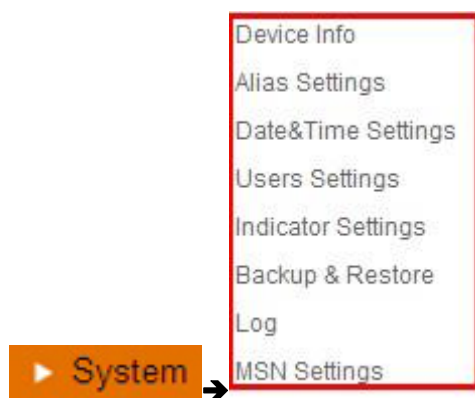 Device Info
Alias Settings
Date&Time Settings
Users Settings
Indicator Settings
Backup & Restore
Log
System
MSN Settings